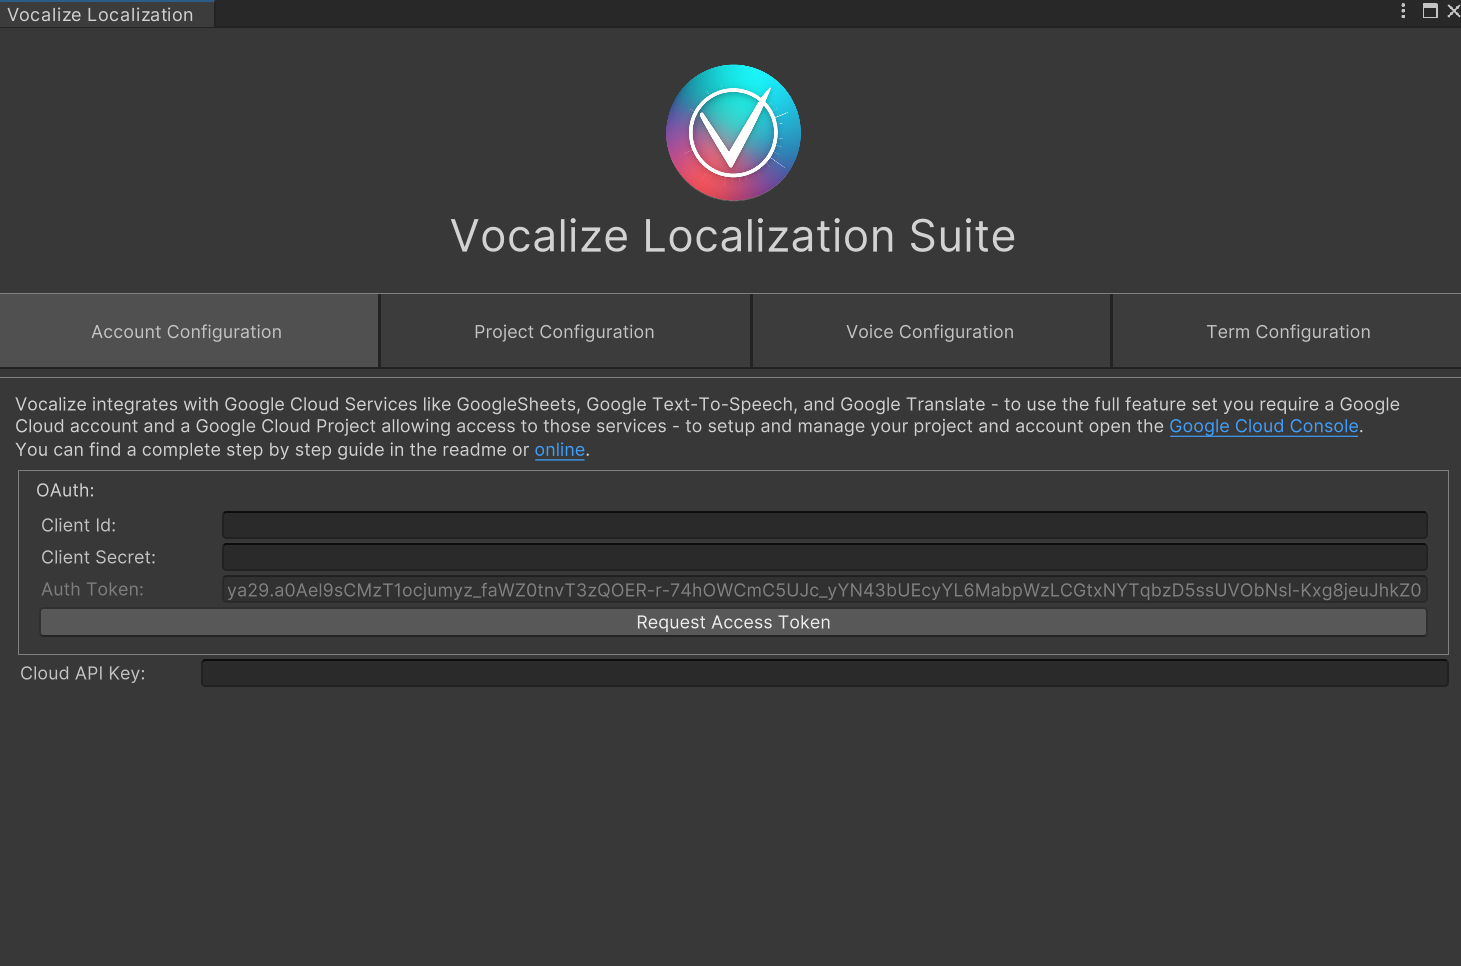 Vocalize Localization
Vocalize Localization Suite
Account Configuration
Project Configuration
Voice Configuration
Term Configuration
Vocalize integrates with Google Cloud Services like GoogleSheets, Google Text-To-Speech, and Google Translate - to use the full feature set you require a Google
Cloud account and a Google Cloud Project allowing access to those services - to setup and manage your project and account open the Google Cloud Console.
You can find a complete step by step guide in the readme or online.
OAuth:
Client Id:
Client Secret:
Auth Token: ya29.a0Ael9sCMzT1ocjumyz_faWZ0tnvT3zQOER-r-74hOWCmC5UJc_yYN43bUEcyYL6MabpWzLCGtxNYTqbzD5ssUVObNsl-Kxg8jeuJhkZ0
Request Access Token
Cloud API Key: